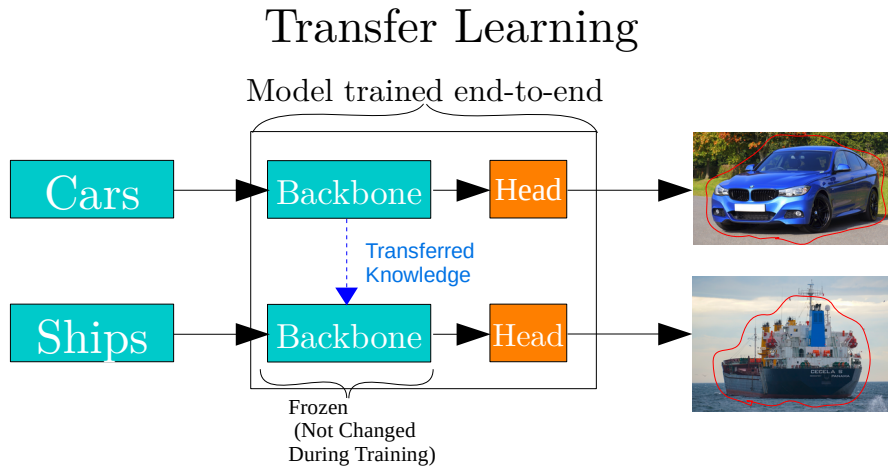 Transfer Learning
Model trained end-to-end
Cars
Backbone
Head
Transferred
Knowledge
Ships
Backbone
Head
Frozen
(Not Changed
During Training)